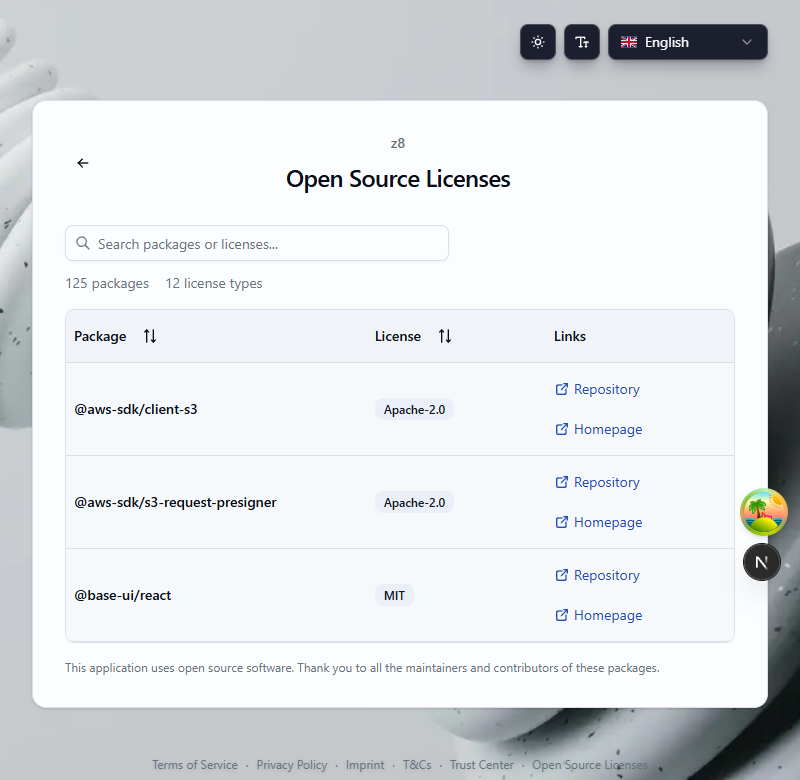 English
z8
Open Source Licenses
Search packages or licenses...
125 packages 12 license types
Package License Links
@aws-sdk/client-s3 Apache-2.0 Repository
Homepage
@aws-sdk/s3-request-presigner Apache-2.0 Repository
Homepage
@base-ui/react MIT Repository
Homepage
N
This application uses open source software. Thank you to all the maintainers and contributors of these packages.
Terms of Service · Privacy Policy · Imprint · T&Cs · Trust Center · Open Source Licenses